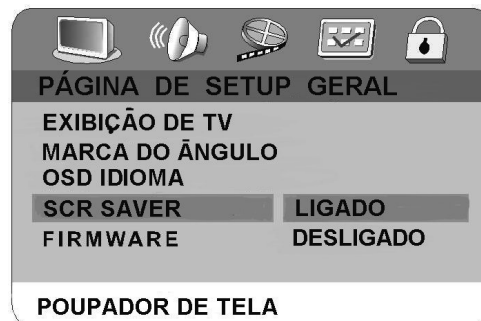 PÁGINA DE SETUP GERAL
EXIBIÇÃO DE TV
MARCA DO ÃNGULO
OSD IDIOMA
SCR SAVER LIGADO
FIRMWARE DESLIGADO
POUPADOR DE TELA